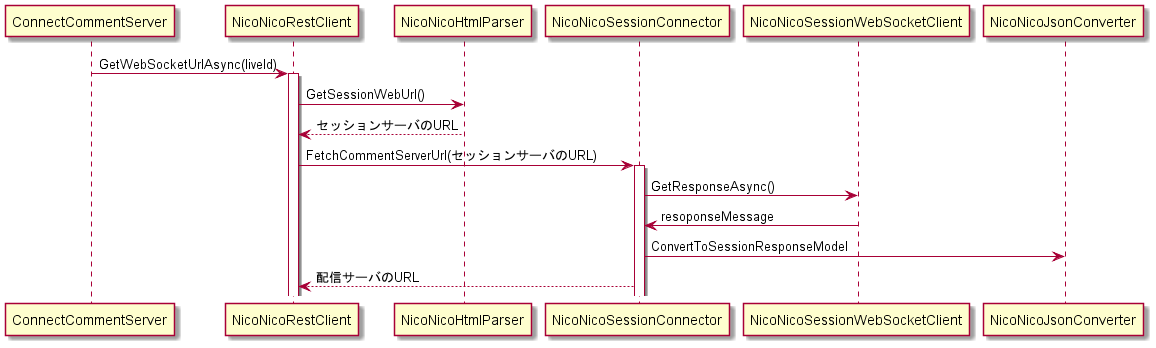 ConnectCommentServer
NicoNicoRestClient
NicoNicoHtmlParser
NicoNicoSessionConnector
NicoNicoSessionWebSocketClient
NicoNicoJsonConverter
GetWebSocketUrlAsync(liveId)
GetSessionWebUrl()
セッションサーバのURL
FetchCommentServerUrl(セッションサーバのURL)
GetResponseAsync()
resoponseMessage
ConvertToSessionResponseModel
配信サーバのURL
ConnectCommentServer
NicoNicoRestClient
NicoNicoHtmlParser
NicoNicoSessionConnector
NicoNicoSessionWebSocketClient
NicoNicoJsonConverter